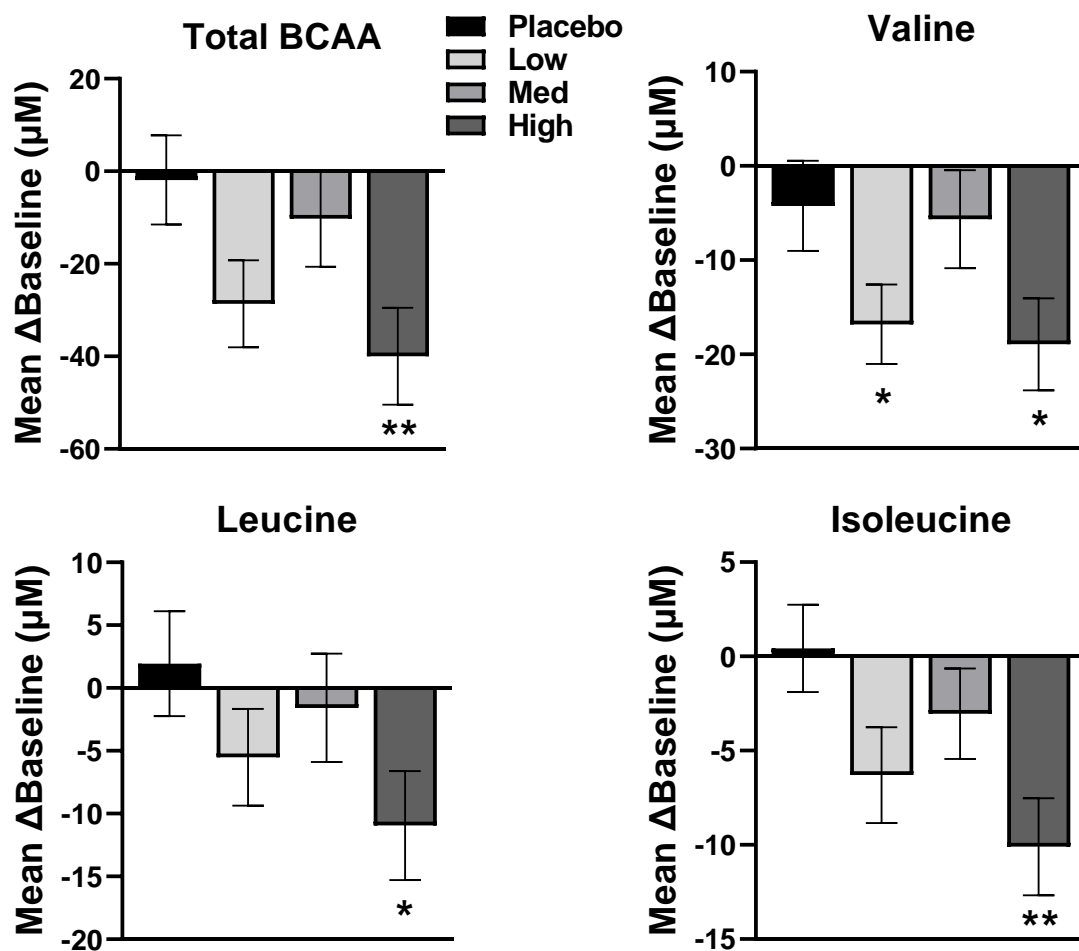 Total BCAA
Placebo
Low
Med
High
Valine
Mean ΔBaseline (µM)
20
0
-20
-40
-60
**
Mean ΔBaseline (µM)
10
0
-10
-20
-30
*
*
Leucine
Mean ΔBaseline (µM)
10
5
0
-5
-10
-15
-20
*
Isoleucine
Mean ΔBaseline (µM)
5
0
-5
-10
-15
**